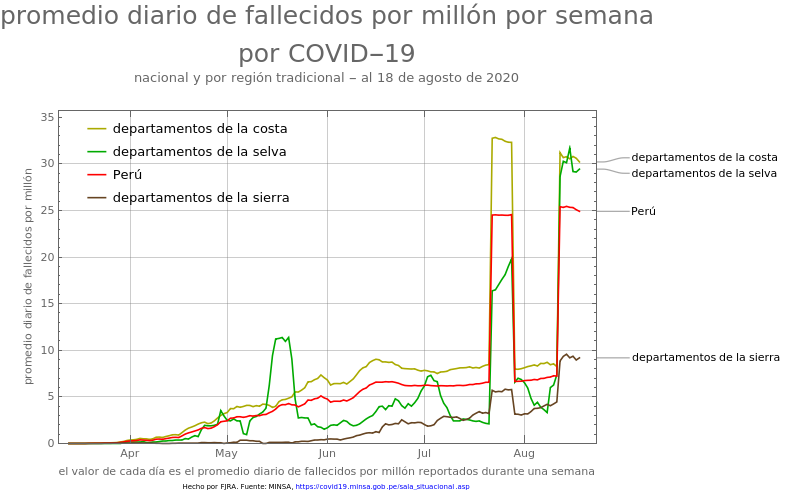 promedio diario de fallecidos por millón por semana
por COVID−19
nacional y por región tradicional − al 18 de agosto de 2020
promedio diario de fallecidos por millón
35
30
25
20
15
10
5
0
departamentos de la costa
departamentos de la selva
Perú
departamentos de la sierra
departamentos de la costa
departamentos de la selva
Perú
departamentos de la sierra
Apr
May
Jun
Jul
Aug
el valor de cada día es el promedio diario de fallecidos por millón reportados durante una semana
Hecho por FJRA. Fuente: MINSA, https://covid19.minsa.gob.pe/sala_situacional.asp